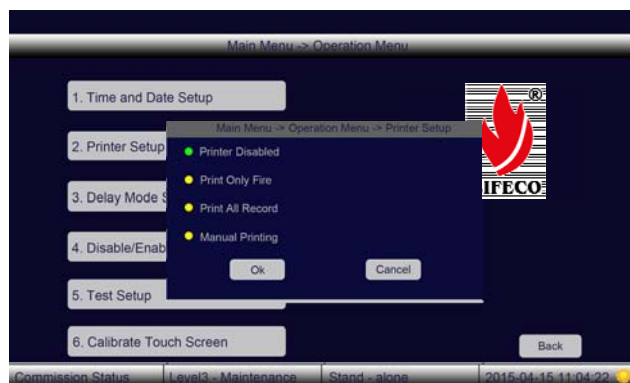 Main Menu -> Operation Menu
1. Time and Date Setup
®
Main Menu -> Operation Menu -> Printer Setup
2. Printer Setup
Printer Disabled
Print Only Fire
IFECO
3. Delay Mode S
Print All Record
Manual Printing
4. Disable/Enab
Ok Cancel
5. Test Setup
6. Calibrate Touch Screen
Back
Commission Status Level3 - Maintenance Stand - alone 2015-04-15 11:04:22